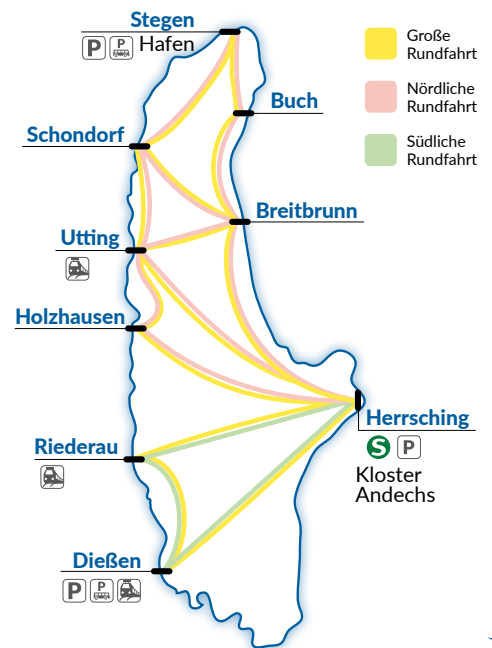 Stegen
P P Hafen
Große
Rundfahrt
Nördliche
Rundfahrt
Südliche
Rundfahrt
Buch
Schondorf
Breitbrunn
Utting
Holzhausen
Herrsching
S P
Kloster
Andechs
Riederau
Dießen
P P